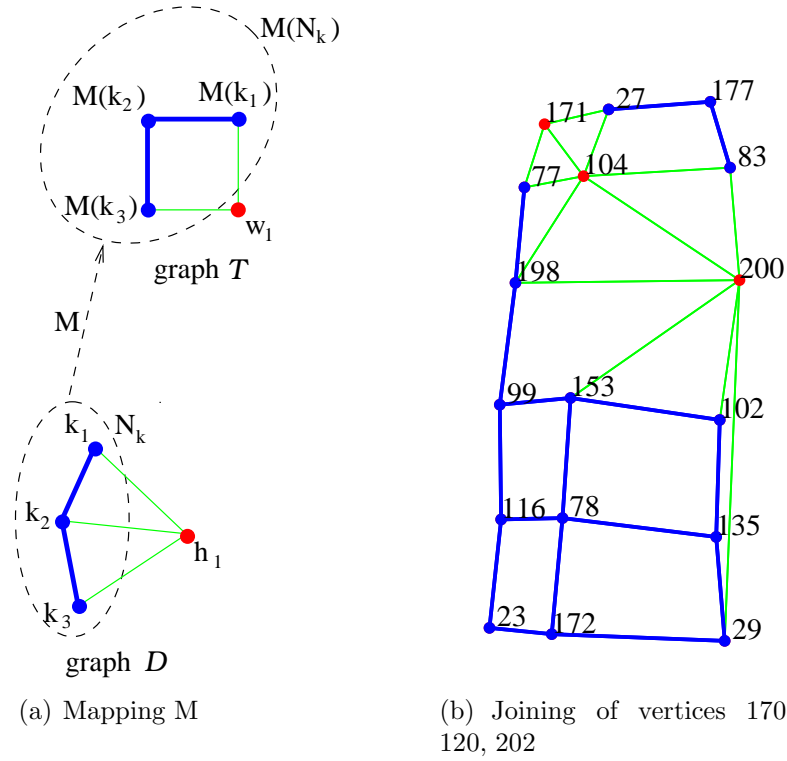 M(N_k)
M(k_2)
M(k_1)
M(k_3)
w_1
graph T
M
k_1
N_k
k_2
h_1
k_3
graph D
(a) Mapping M
177
27
171
83
104
77
200
198
153
99
102
116
78
135
23
172
29
(b) Joining of vertices 170
120, 202